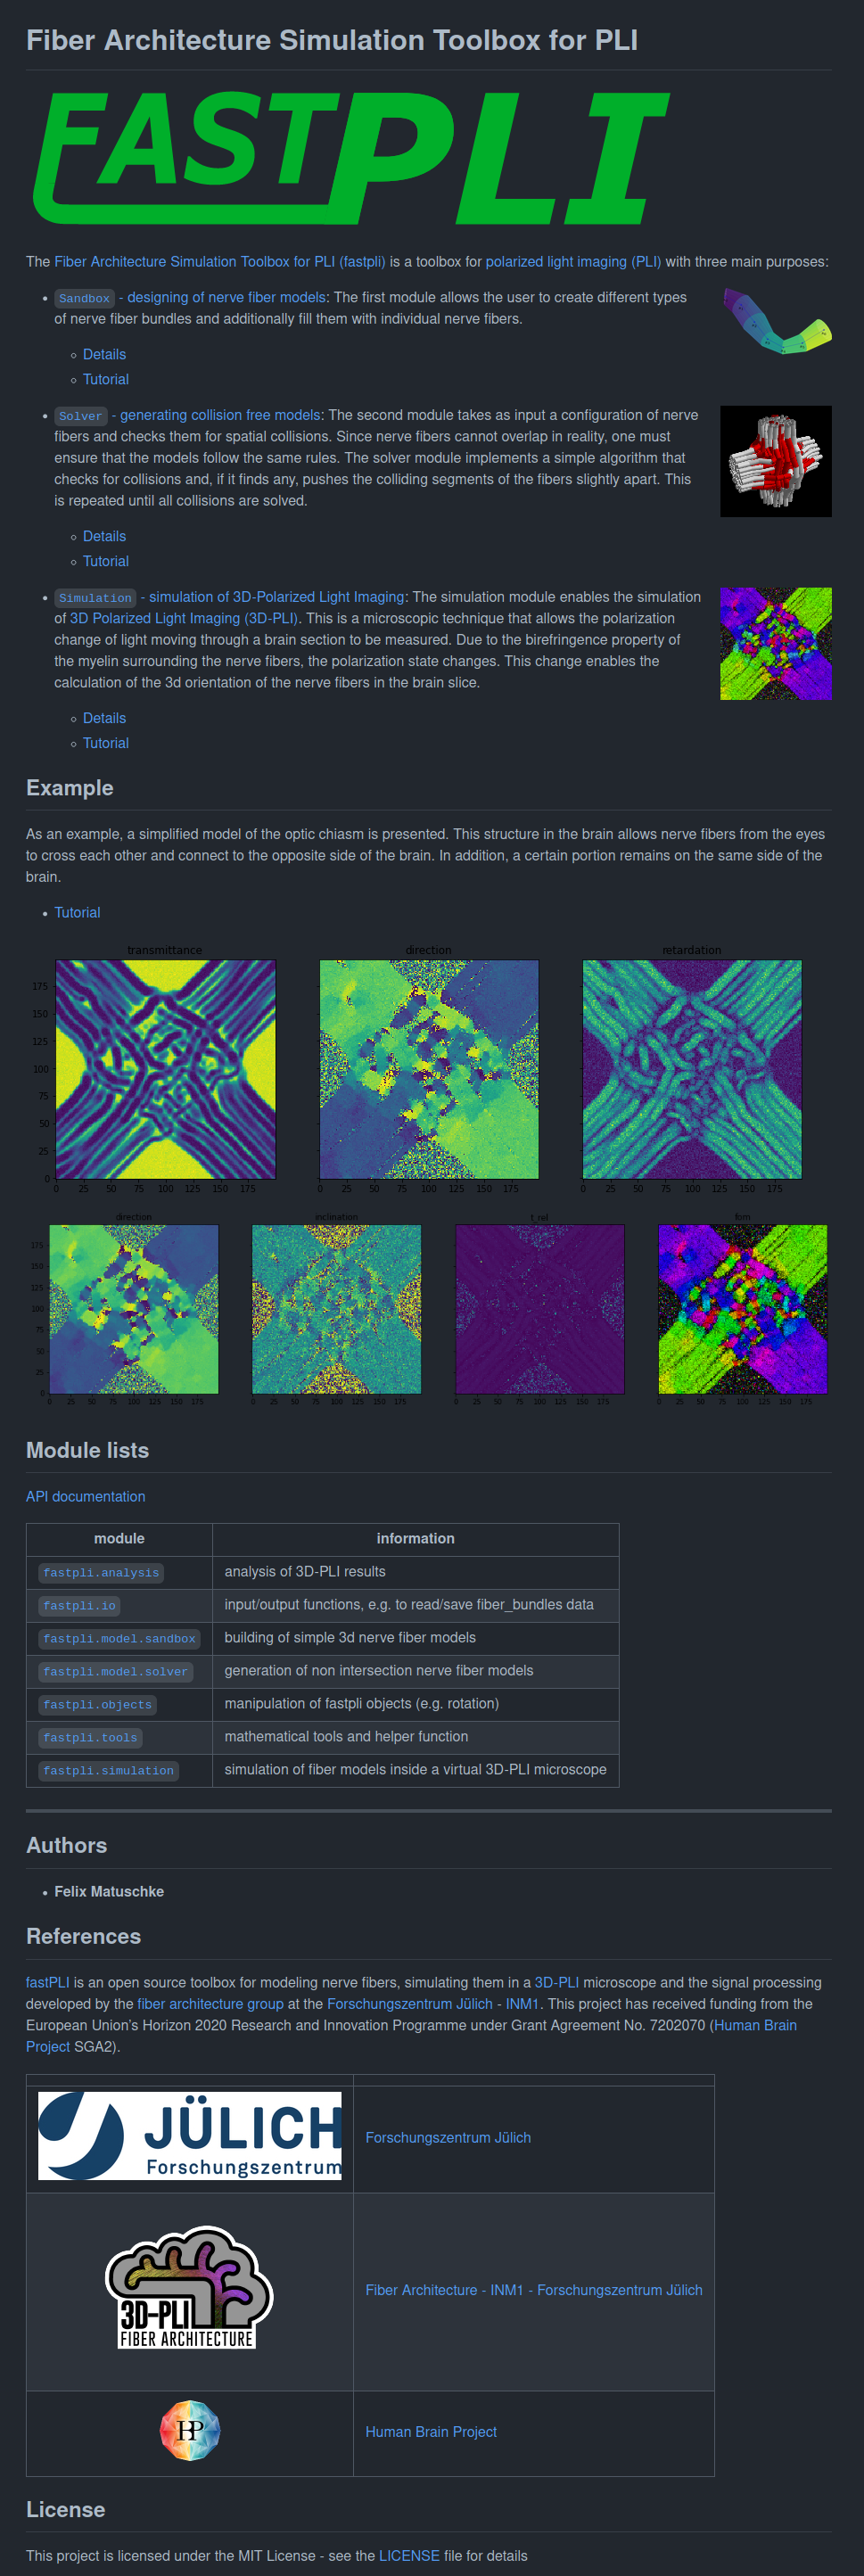 Fiber Architecture Simulation Toolbox for PLI
FASTPLI
The Fiber Architecture Simulation Toolbox for PLI (fastpli) is a toolbox for polarized light imaging (PLI) with three main purposes:
• Sandbox - designing of nerve fiber models: The first module allows the user to create different types
of nerve fiber bundles and additionally fill them with individual nerve fibers.
◦ Details
◦ Tutorial
• Solver - generating collision free models: The second module takes as input a configuration of nerve
fibers and checks them for spatial collisions. Since nerve fibers cannot overlap in reality, one must
ensure that the models follow the same rules. The solver module implements a simple algorithm that
checks for collisions and, if it finds any, pushes the colliding segments of the fibers slightly apart. This
is repeated until all collisions are solved.
◦ Details
◦ Tutorial
• Simulation - simulation of 3D-Polarized Light Imaging: The simulation module enables the simulation
of 3D Polarized Light Imaging (3D-PLI). This is a microscopic technique that allows the polarization
change of light moving through a brain section to be measured. Due to the birefringence property of
the myelin surrounding the nerve fibers, the polarization state changes. This change enables the
calculation of the 3d orientation of the nerve fibers in the brain slice.
◦ Details
◦ Tutorial
Example
As an example, a simplified model of the optic chiasm is presented. This structure in the brain allows nerve fibers from the eyes
to cross each other and connect to the opposite side of the brain. In addition, a certain portion remains on the same side of the
brain.
• Tutorial
transmittance direction retardation
175
150
125
100
75
50
25
0
0 25 50 75 100 125 150 175 0 25 50 75 100 125 150 175 0 25 50 75 100 125 150 175
direction inclination t_rel fom
175
150
125
100
75
50
25
0
0 25 50 75 100 125 150 175 0 25 50 75 100 125 150 175 0 25 50 75 100 125 150 175 0 25 50 75 100 125 150 175
Module lists
API documentation
module information
fastpli.analysis analysis of 3D-PLI results
fastpli.io input/output functions, e.g. to read/save fiber_bundles data
fastpli.model.sandbox building of simple 3d nerve fiber models
fastpli.model.solver generation of non intersection nerve fiber models
fastpli.objects manipulation of fastpli objects (e.g. rotation)
fastpli.tools mathematical tools and helper function
fastpli.simulation simulation of fiber models inside a virtual 3D-PLI microscope
Authors
• Felix Matuschke
References
fastPLI is an open source toolbox for modeling nerve fibers, simulating them in a 3D-PLI microscope and the signal processing
developed by the fiber architecture group at the Forschungszentrum Jülich - INM1. This project has received funding from the
European Union's Horizon 2020 Research and Innovation Programme under Grant Agreement No. 7202070 (Human Brain
Project SGA2).
JÜLICH
Forschungszentrum
Forschungszentrum Jülich
3D-PLI
FIBER ARCHITECTURE
Fiber Architecture - INM1 - Forschungszentrum Jülich
HP
Human Brain Project
License
This project is licensed under the MIT License - see the LICENSE file for details